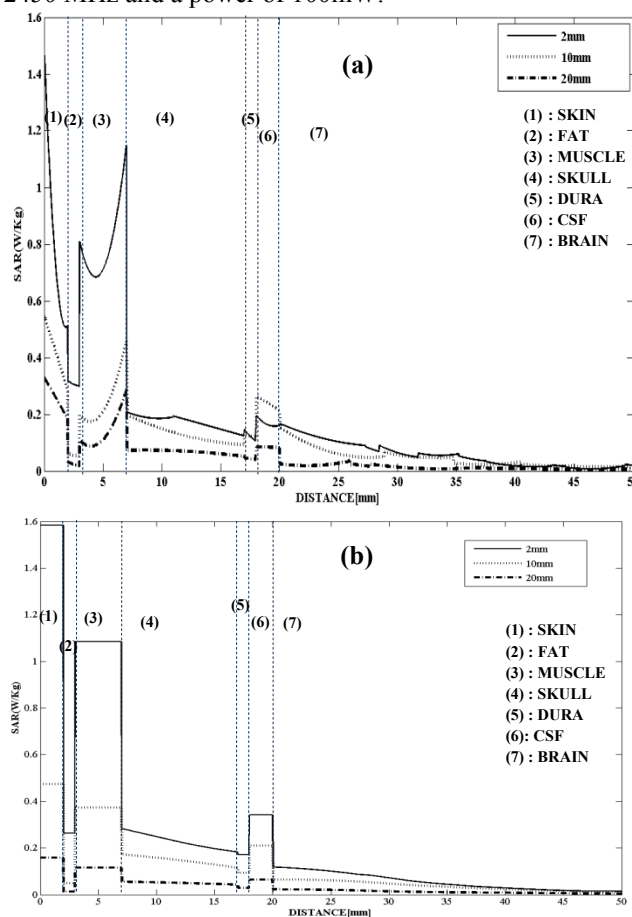 2450 MHz and a power of 100mW.
1.6
1.4
1.2
1
0.8
0.6
0.4
0.2
0
SAR(W/Kg)
(a)
2mm
10mm
20mm
(1) (2) (3) (4) (5) (6) (7)
(1) : SKIN
(2) : FAT
(3) : MUSCLE
(4) : SKULL
(5) : DURA
(6) : CSF
(7) : BRAIN
0 5 10 15 20 25 30 35 40 45 50
DISTANCE[mm]
1.6
1.4
1.2
1
0.8
0.6
0.4
0.2
0
SAR(W/Kg)
(b)
2mm
10mm
20mm
(1) (2) (3) (4) (5) (6) (7)
(1) : SKIN
(2) : FAT
(3) : MUSCLE
(4) : SKULL
(5) : DURA
(6): CSF
(7) : BRAIN
0 5 10 15 20 25 30 35 40 45 50
DISTANCE[mm]